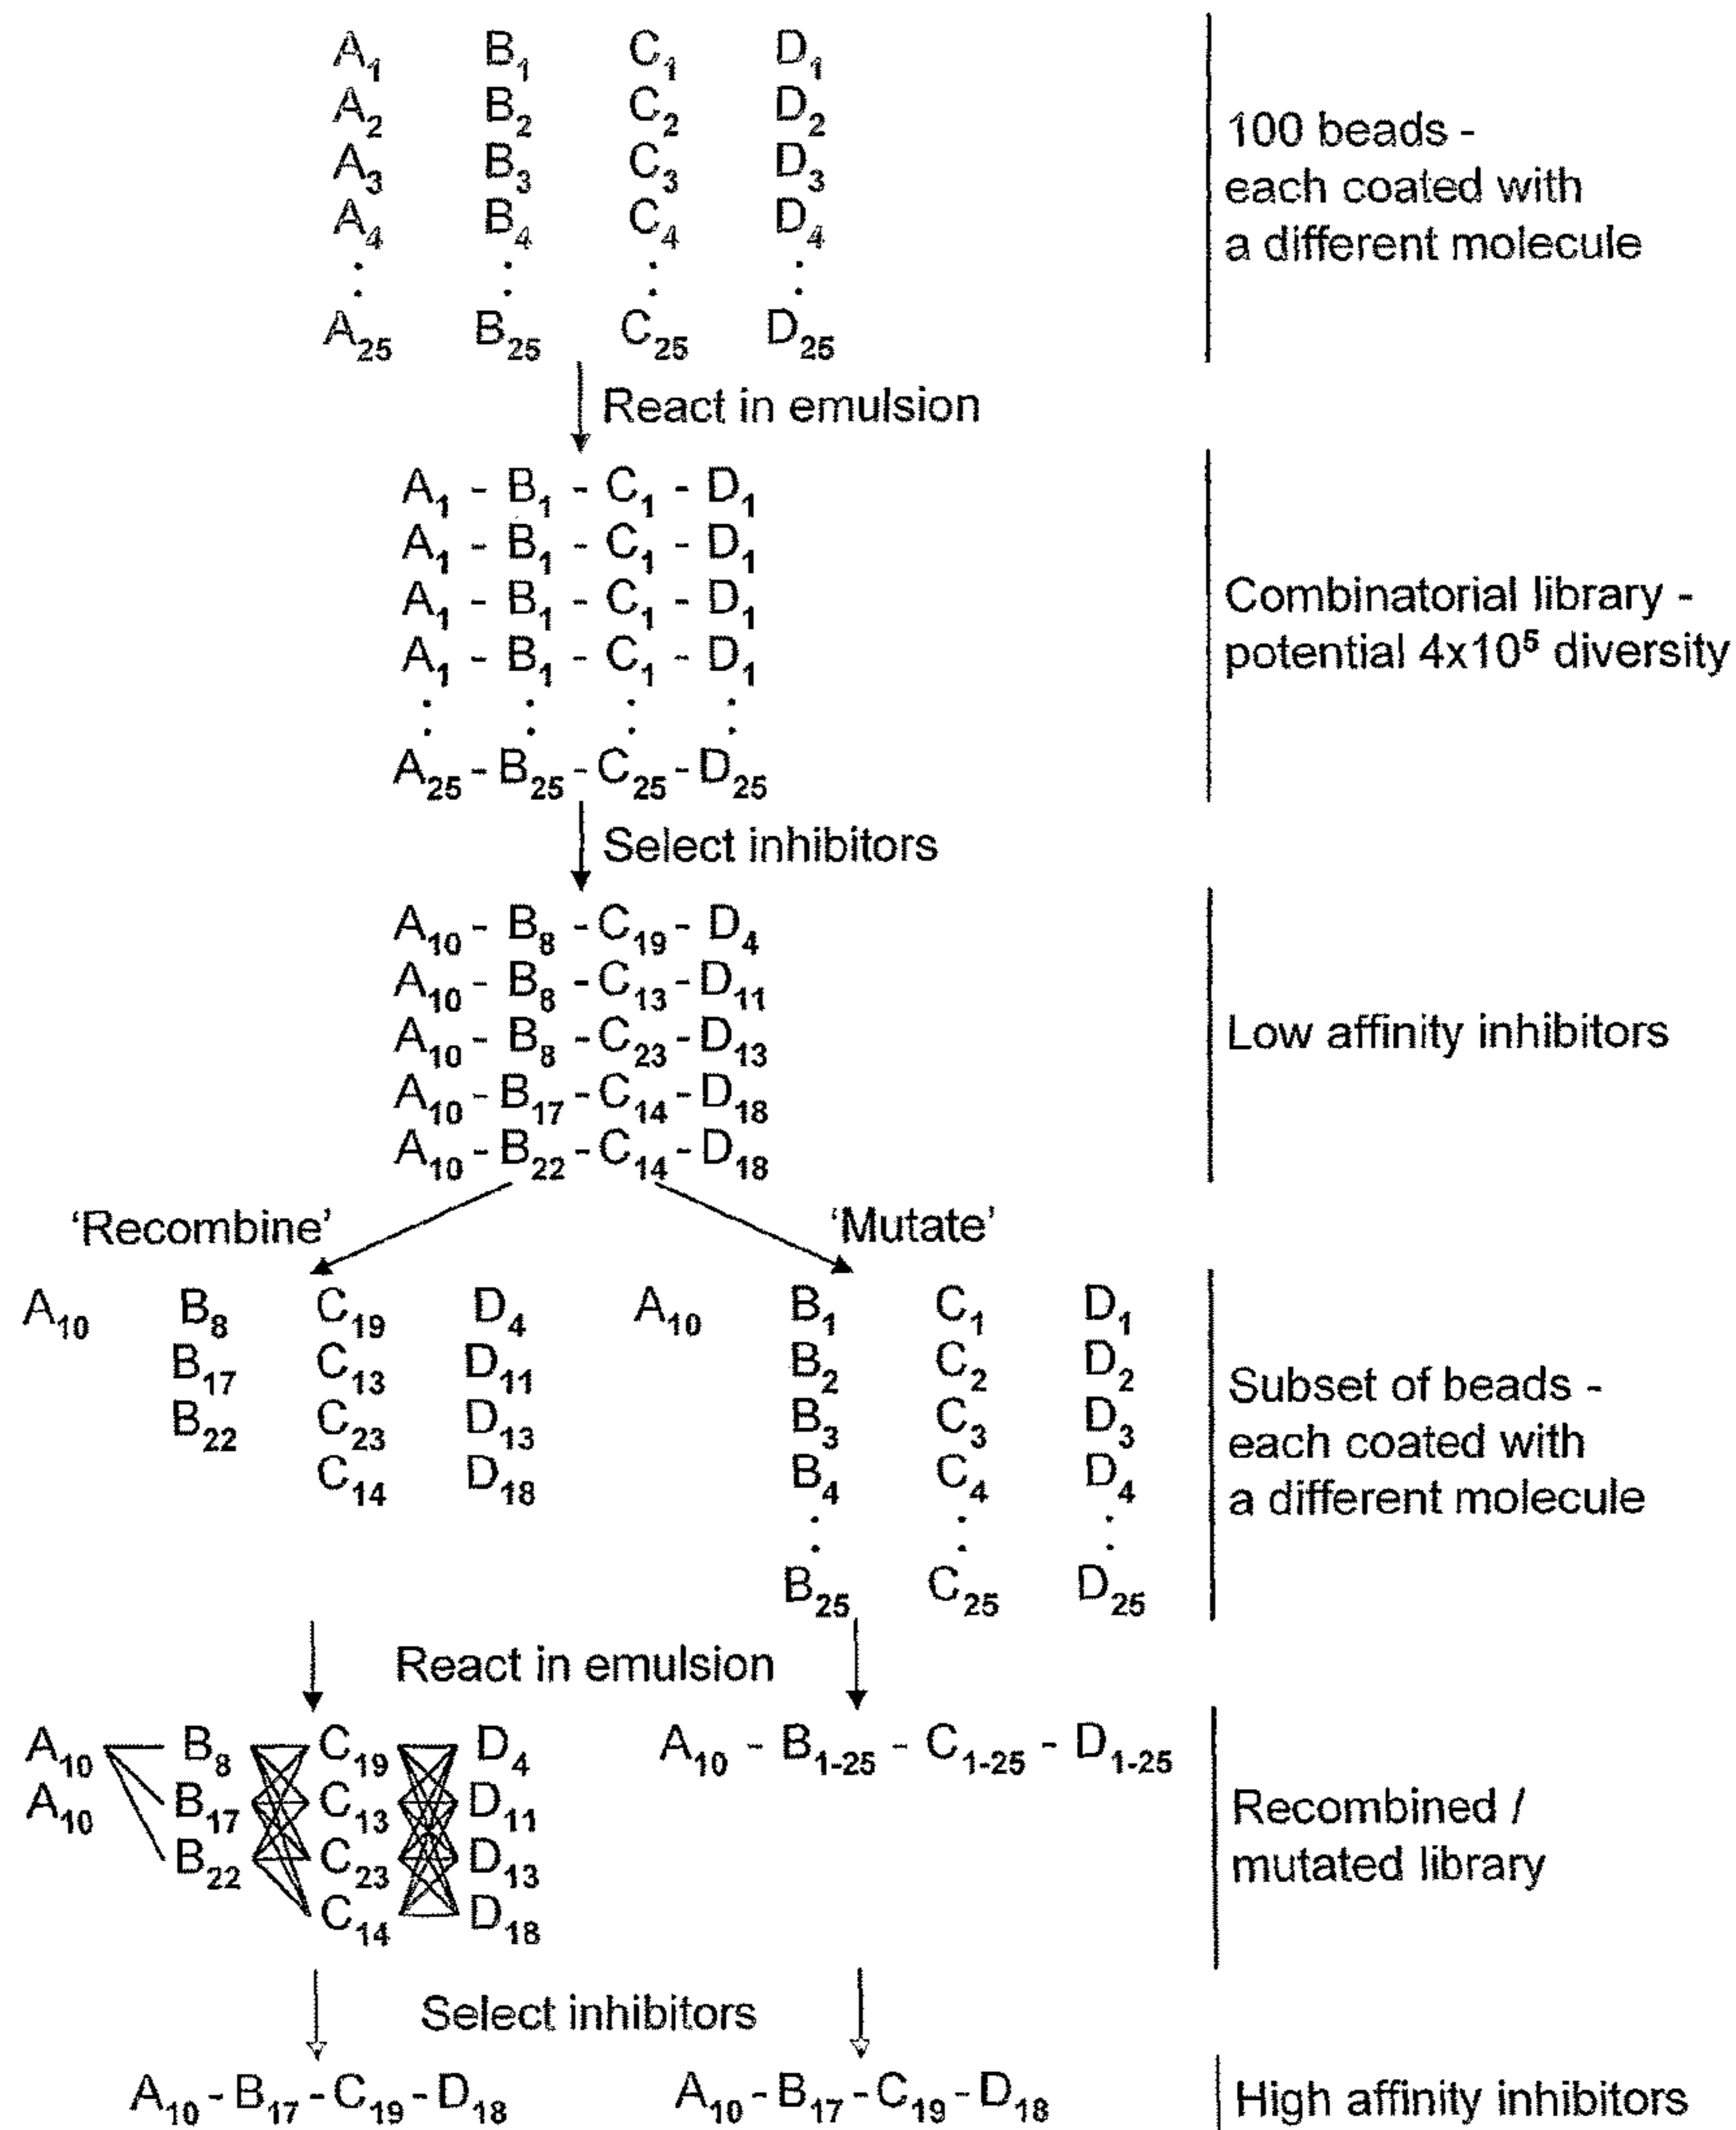 A₁ B₁ C₁ D₁
A₂ B₂ C₂ D₂
A₃ B₃ C₃ D₃
A₄ B₄ C₄ D₄
: : : :
A₂₅ B₂₅ C₂₅ D₂₅
100 beads -
each coated with
a different molecule
React in emulsion
A₁ - B₁ - C₁ - D₁
A₁ - B₁ - C₁ - D₁
A₁ - B₁ - C₁ - D₁
A₁ - B₁ - C₁ - D₁
: : : :
A₂₅ - B₂₅ - C₂₅ - D₂₅
Combinatorial library -
potential 4x10⁵ diversity
Select inhibitors
A₁₀ - B₈ - C₁₉ - D₄
A₁₀ - B₈ - C₁₃ - D₁₁
A₁₀ - B₈ - C₂₃ - D₁₃
A₁₀ - B₁₇ - C₁₄ - D₁₈
A₁₀ - B₂₂ - C₁₄ - D₁₈
Low affinity inhibitors
'Recombine' 'Mutate'
A₁₀ B₈ C₁₉ D₄ A₁₀ B₁ C₁ D₁
B₁₇ C₁₃ D₁₁ B₂ C₂ D₂
B₂₂ C₂₃ D₁₃ B₃ C₃ D₃
C₁₄ D₁₈ B₄ C₄ D₄
: : :
B₂₅ C₂₅ D₂₅
Subset of beads -
each coated with
a different molecule
React in emulsion
A₁₀ B₈ C₁₉ D₄ A₁₀ - B₁₋₂₅ - C₁₋₂₅ - D₁₋₂₅
A₁₀ B₁₇ C₁₃ D₁₁
B₂₂ C₂₃ D₁₃
C₁₄ D₁₈
Recombined /
mutated library
Select inhibitors
A₁₀ - B₁₇ - C₁₉ - D₁₈ A₁₀ - B₁₇ - C₁₉ - D₁₈
High affinity inhibitors